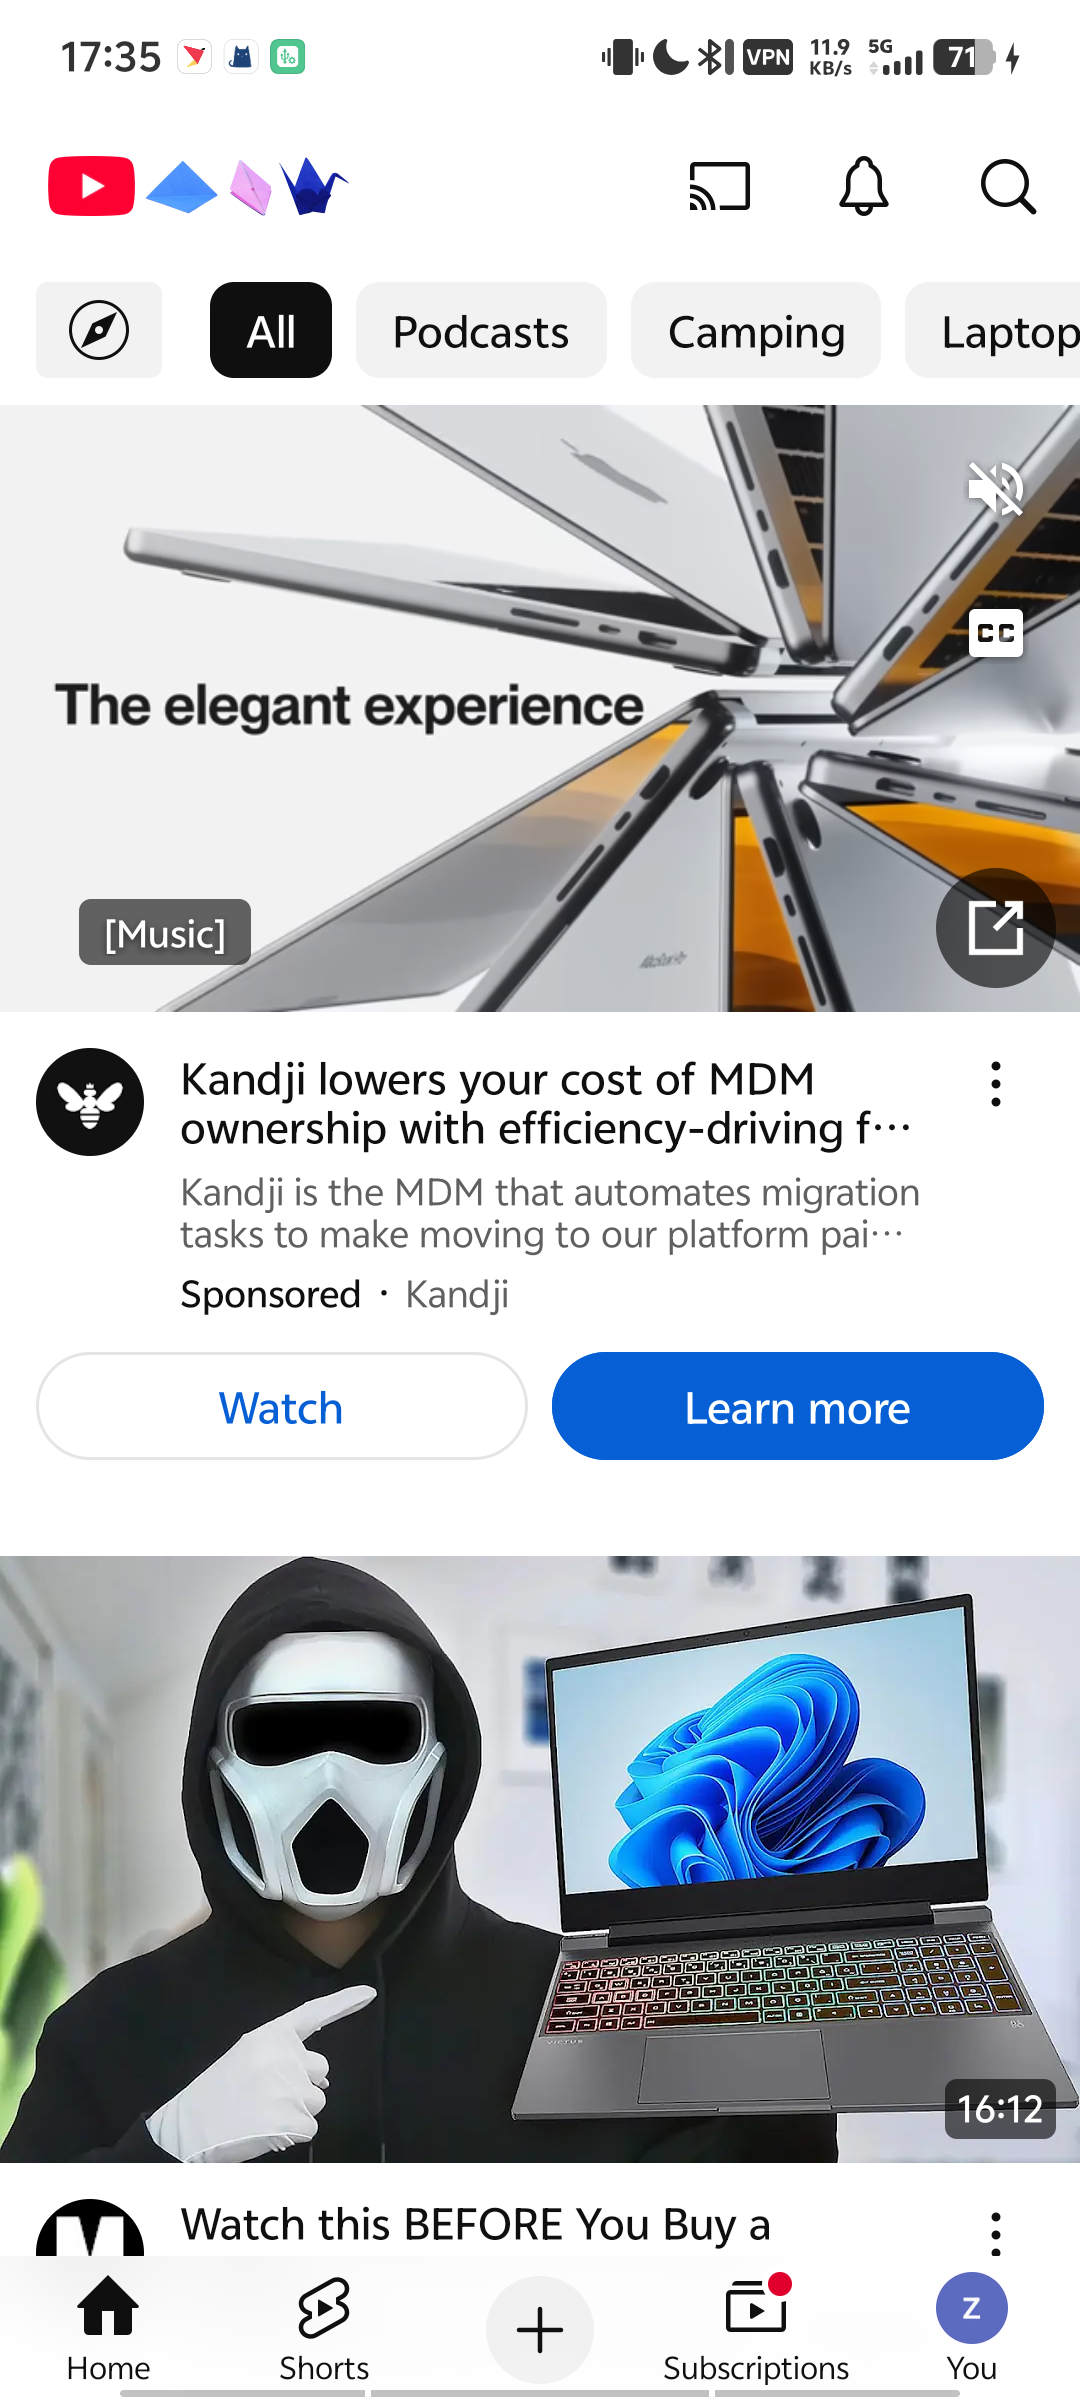 17:35
VPN
11.9
KB/s
5G
71
All
Podcasts
Camping
Laptop
CC
The elegant experience
[Music]
Kandji lowers your cost of MDM
ownership with efficiency-driving f...
Kandji is the MDM that automates migration
tasks to make moving to our platform pai...
Sponsored · Kandji
Watch
Learn more
VICTUS
16:12
Watch this BEFORE You Buy a
Home
Shorts
Subscriptions
Z
You